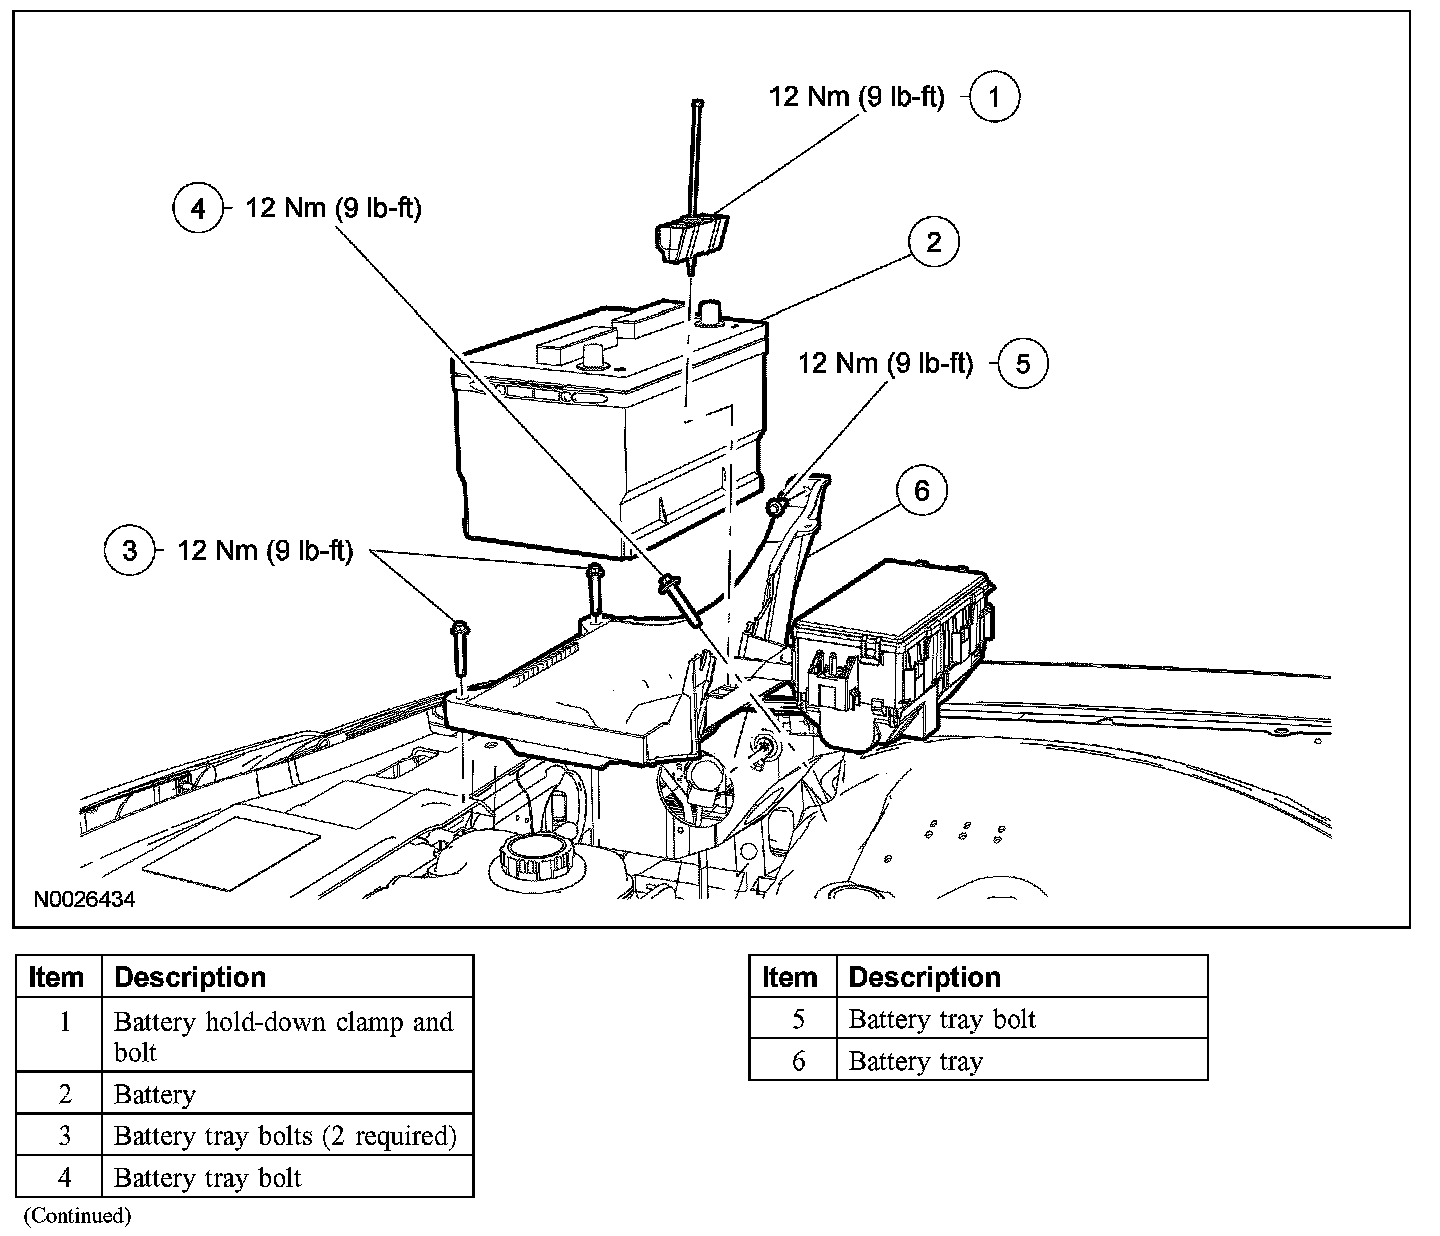 12 Nm (9 lb-ft) 1
4 12 Nm (9 lb-ft)
2
12 Nm (9 lb-ft) 5
6
3 12 Nm (9 lb-ft)
N0026434
Item Description
1 Battery hold-down clamp and
bolt
2 Battery
3 Battery tray bolts (2 required)
4 Battery tray bolt
(Continued)
Item Description
5 Battery tray bolt
6 Battery tray